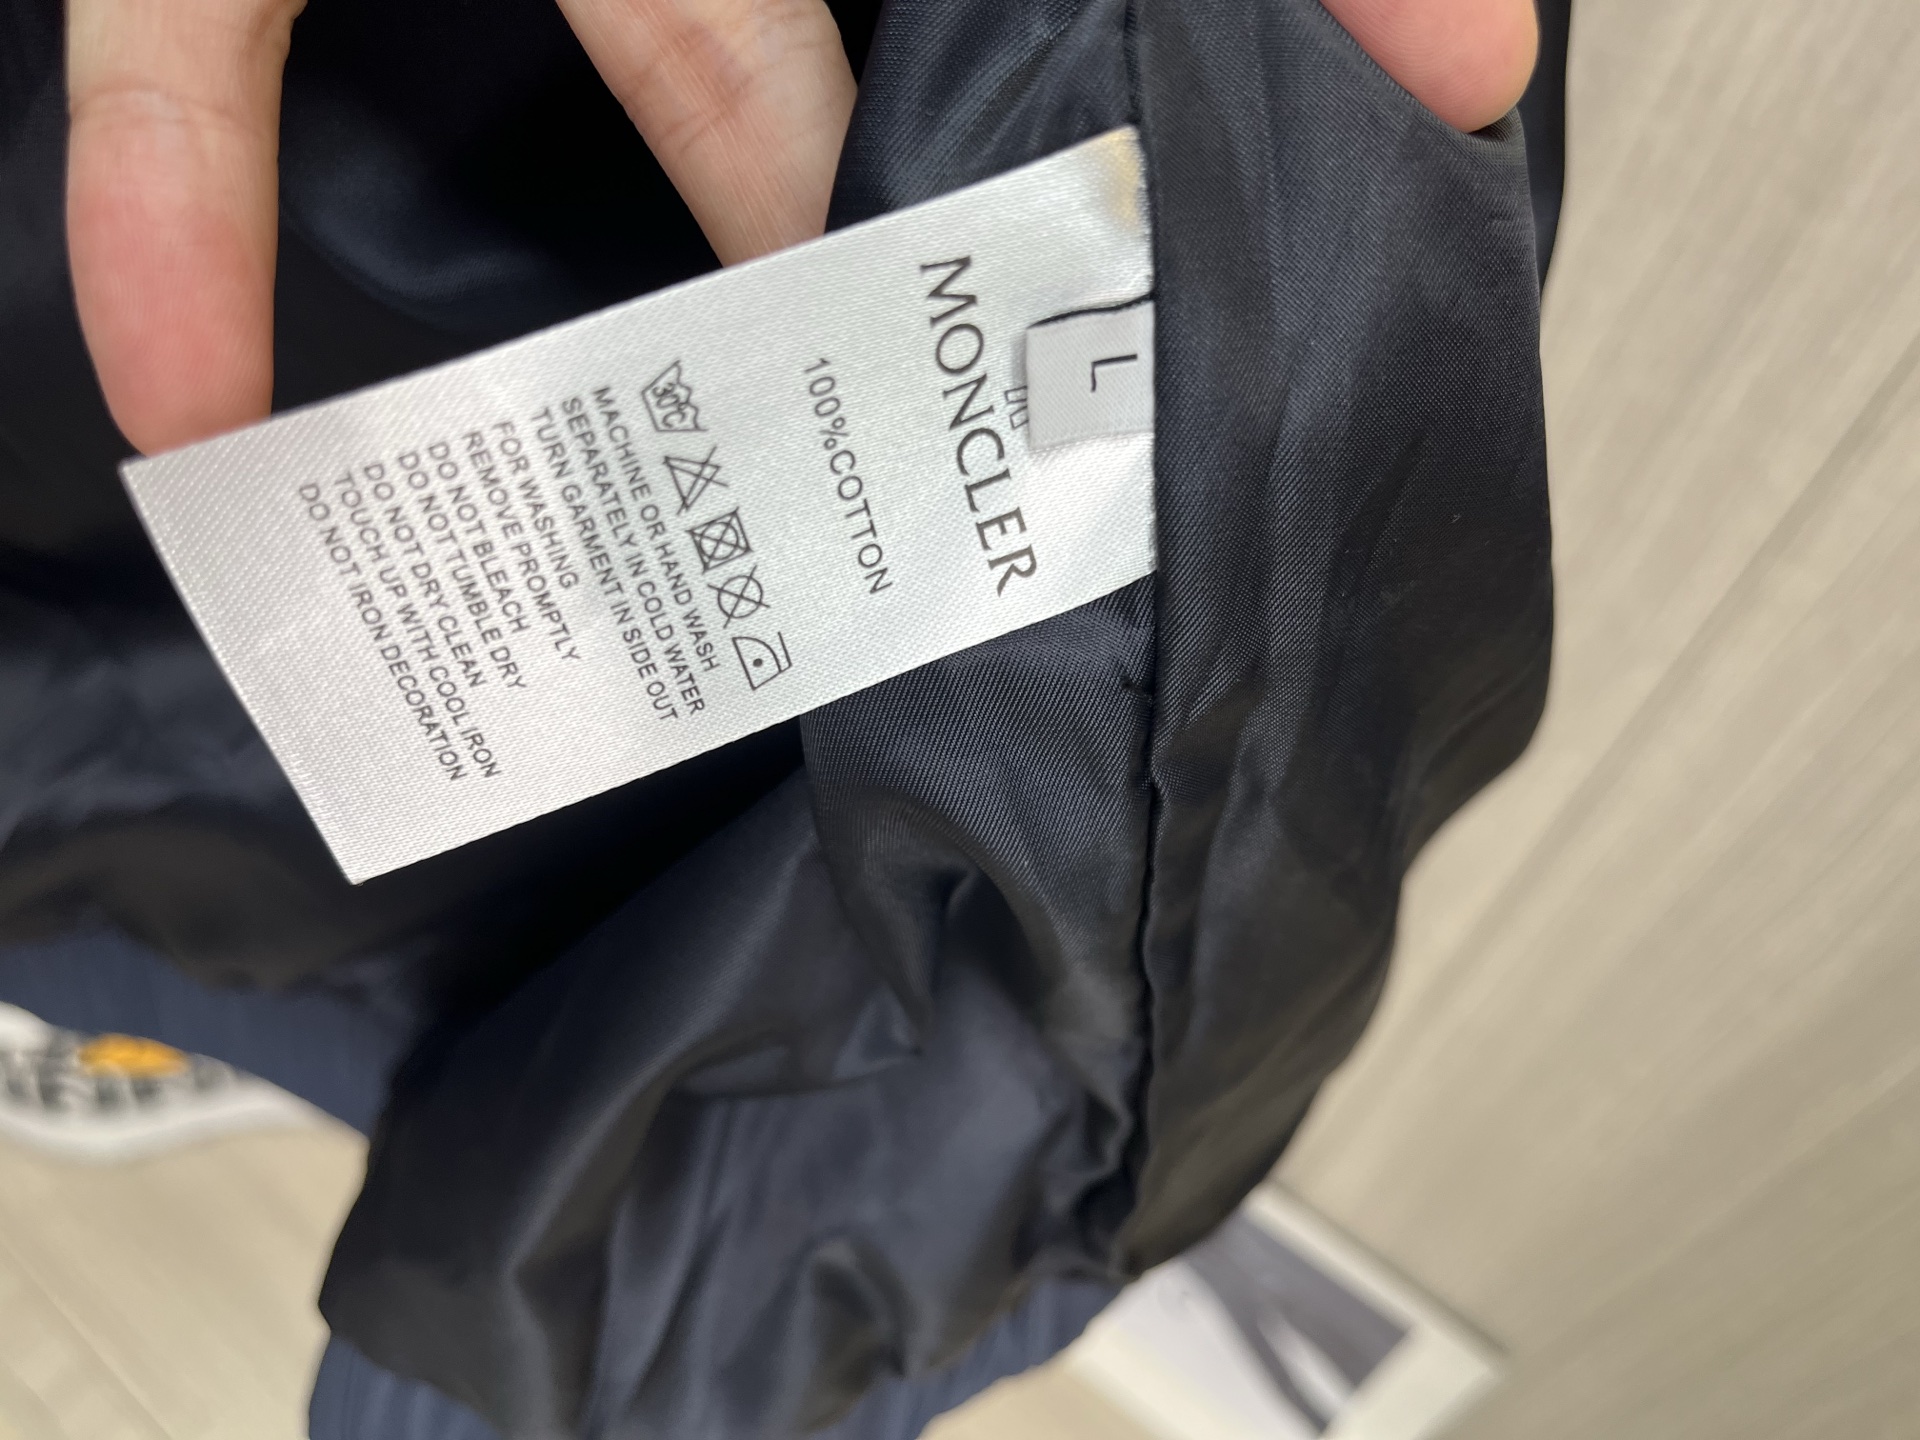 L
MONCLER
100%COTTON
30°C
MACHINE OR HAND WASH
SEPARATELY IN COLD WATER
TURN GARMENT IN SIDE OUT
FOR WASHING
REMOVE PROMPTLY
DO NOT BLEACH
DO NOT TUMBLE DRY
DO NOT DRY CLEAN
TOUCH UP WITH COOL IRON
DO NOT IRON DECORATION